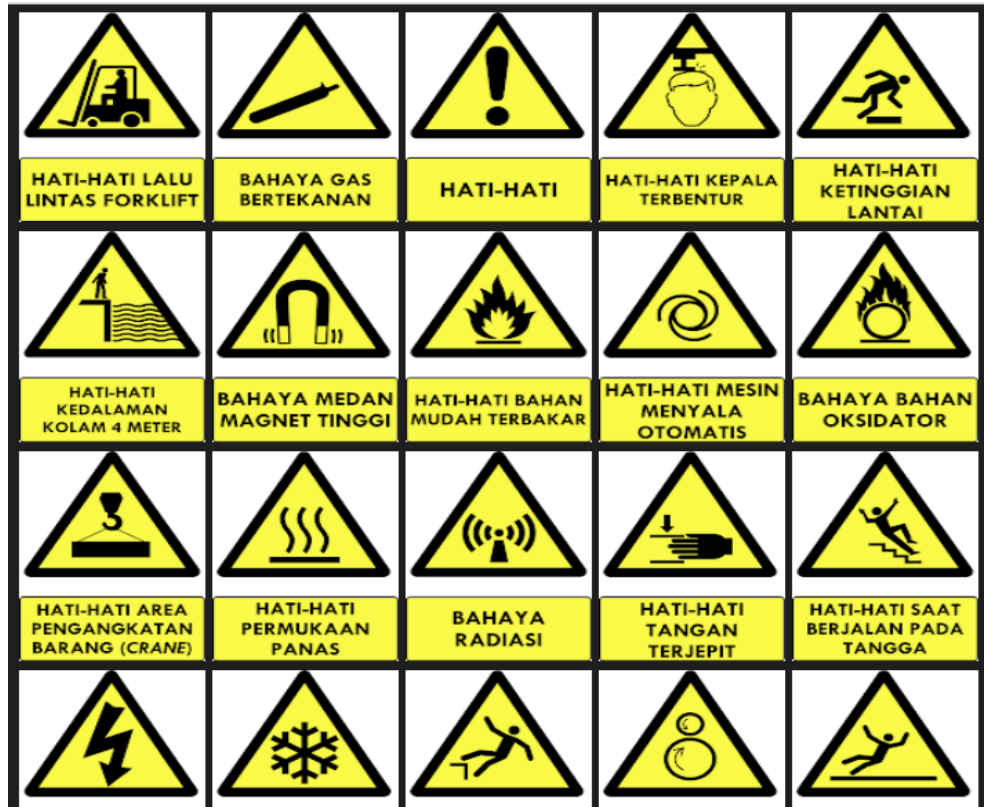 HATI-HATI LALU
LINTAS FORKLIFT
BAHAYA GAS
BERTEKANAN
HATI-HATI
HATI-HATI KEPALA
TERBENTUR
HATI-HATI
KETINGGIAN
LANTAI
HATI-HATI
KEDALAMAN
KOLAM 4 METER
BAHAYA MEDAN
MAGNET TINGGI
HATI-HATI BAHAN
MUDAH TERBAKAR
HATI-HATI MESIN
MENYALA
OTOMATIS
BAHAYA BAHAN
OKSIDATOR
HATI-HATI AREA
PENGANGKATAN
BARANG (CRANE)
HATI-HATI
PERMUKAAN
PANAS
BAHAYA
RADIASI
HATI-HATI
TANGAN
TERJEPIT
HATI-HATI SAAT
BERJALAN PADA
TANGGA